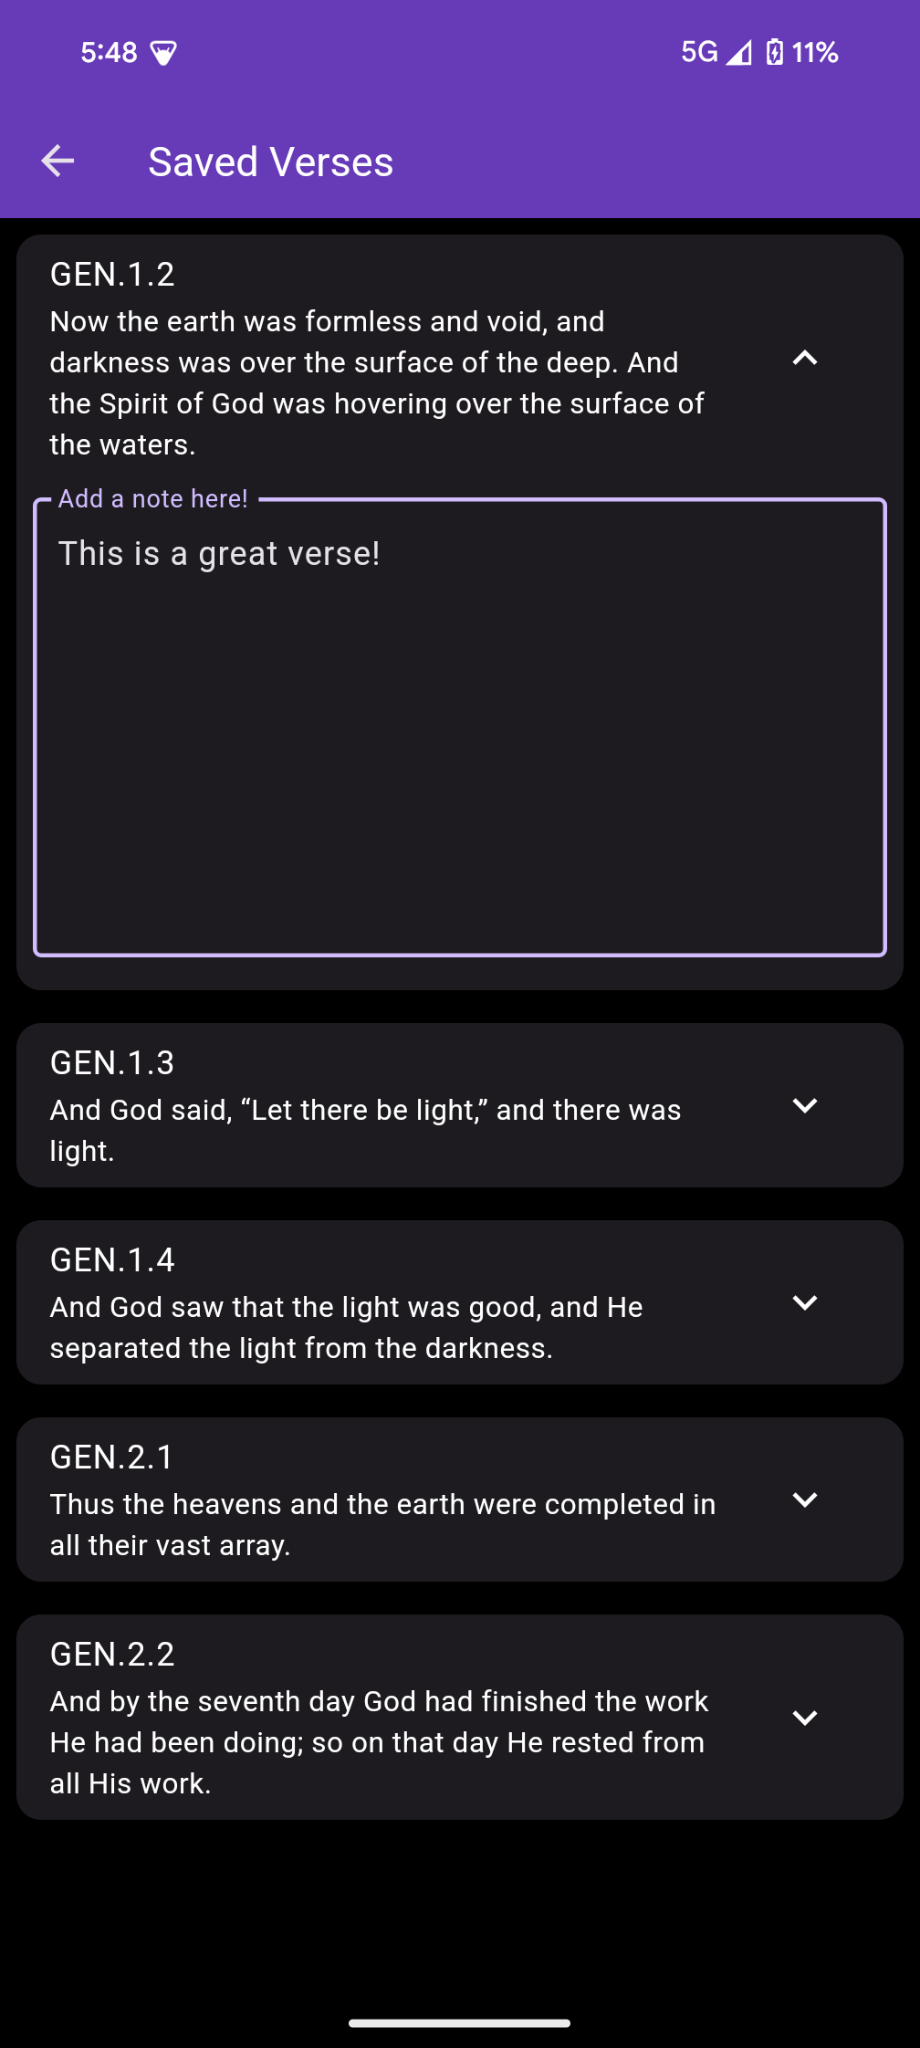 5:48 5G 11%
Saved Verses
GEN.1.2
Now the earth was formless and void, and
darkness was over the surface of the deep. And
the Spirit of God was hovering over the surface of
the waters.
Add a note here!
This is a great verse!
GEN.1.3
And God said, “Let there be light,” and there was
light.
GEN.1.4
And God saw that the light was good, and He
separated the light from the darkness.
GEN.2.1
Thus the heavens and the earth were completed in
all their vast array.
GEN.2.2
And by the seventh day God had finished the work
He had been doing; so on that day He rested from
all His work.